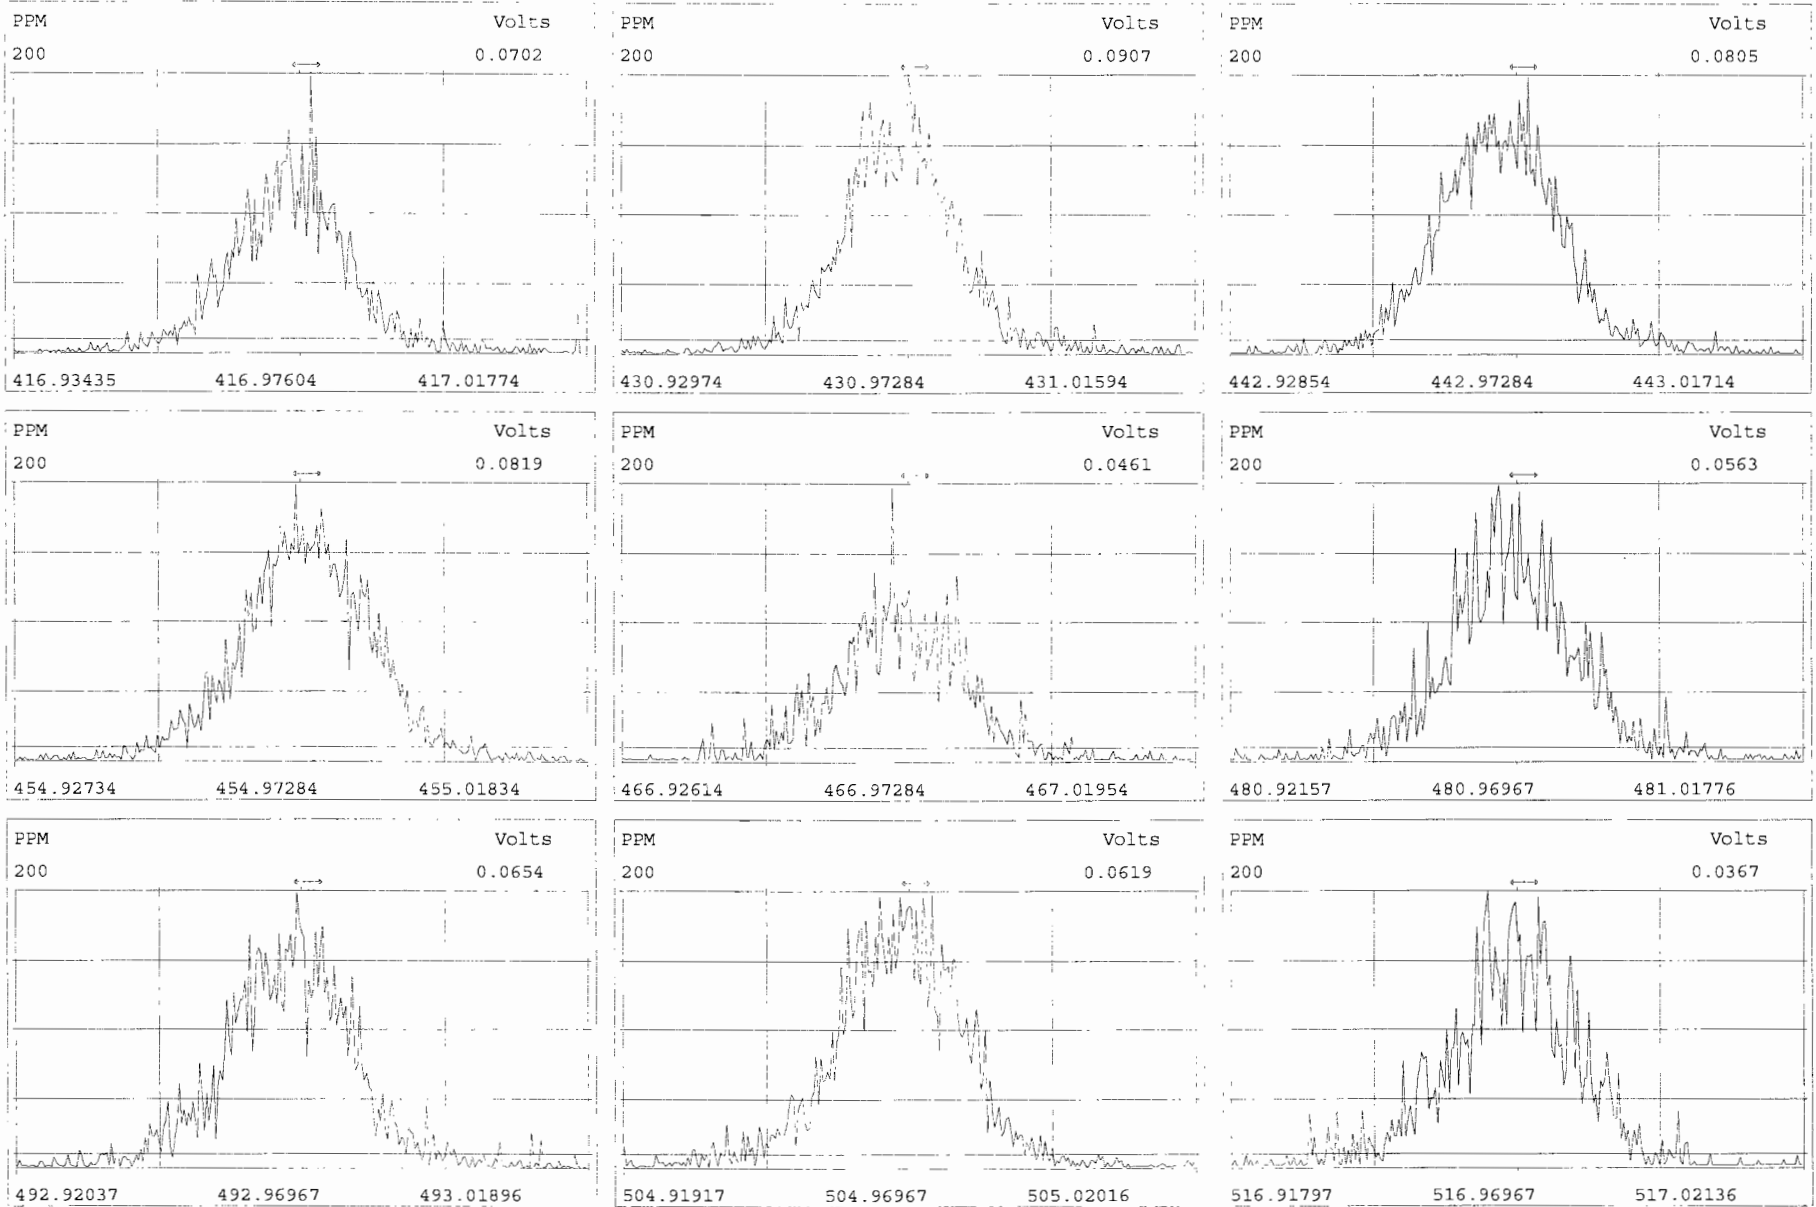 PPM Volts
200 0.0702
416.93435 416.97604 417.01774
PPM Volts
200 0.0907
430.92974 430.97284 431.01594
PPM Volts
200 0.0805
442.92854 442.97284 443.01714
PPM Volts
200 0.0819
454.92734 454.97284 455.01834
PPM Volts
200 0.0461
466.92614 466.97284 467.01954
PPM Volts
200 0.0563
480.92157 480.96967 481.01776
PPM Volts
200 0.0654
492.92037 492.96967 493.01896
PPM Volts
200 0.0619
504.91917 504.96967 505.02016
PPM Volts
200 0.0367
516.91797 516.96967 517.02136